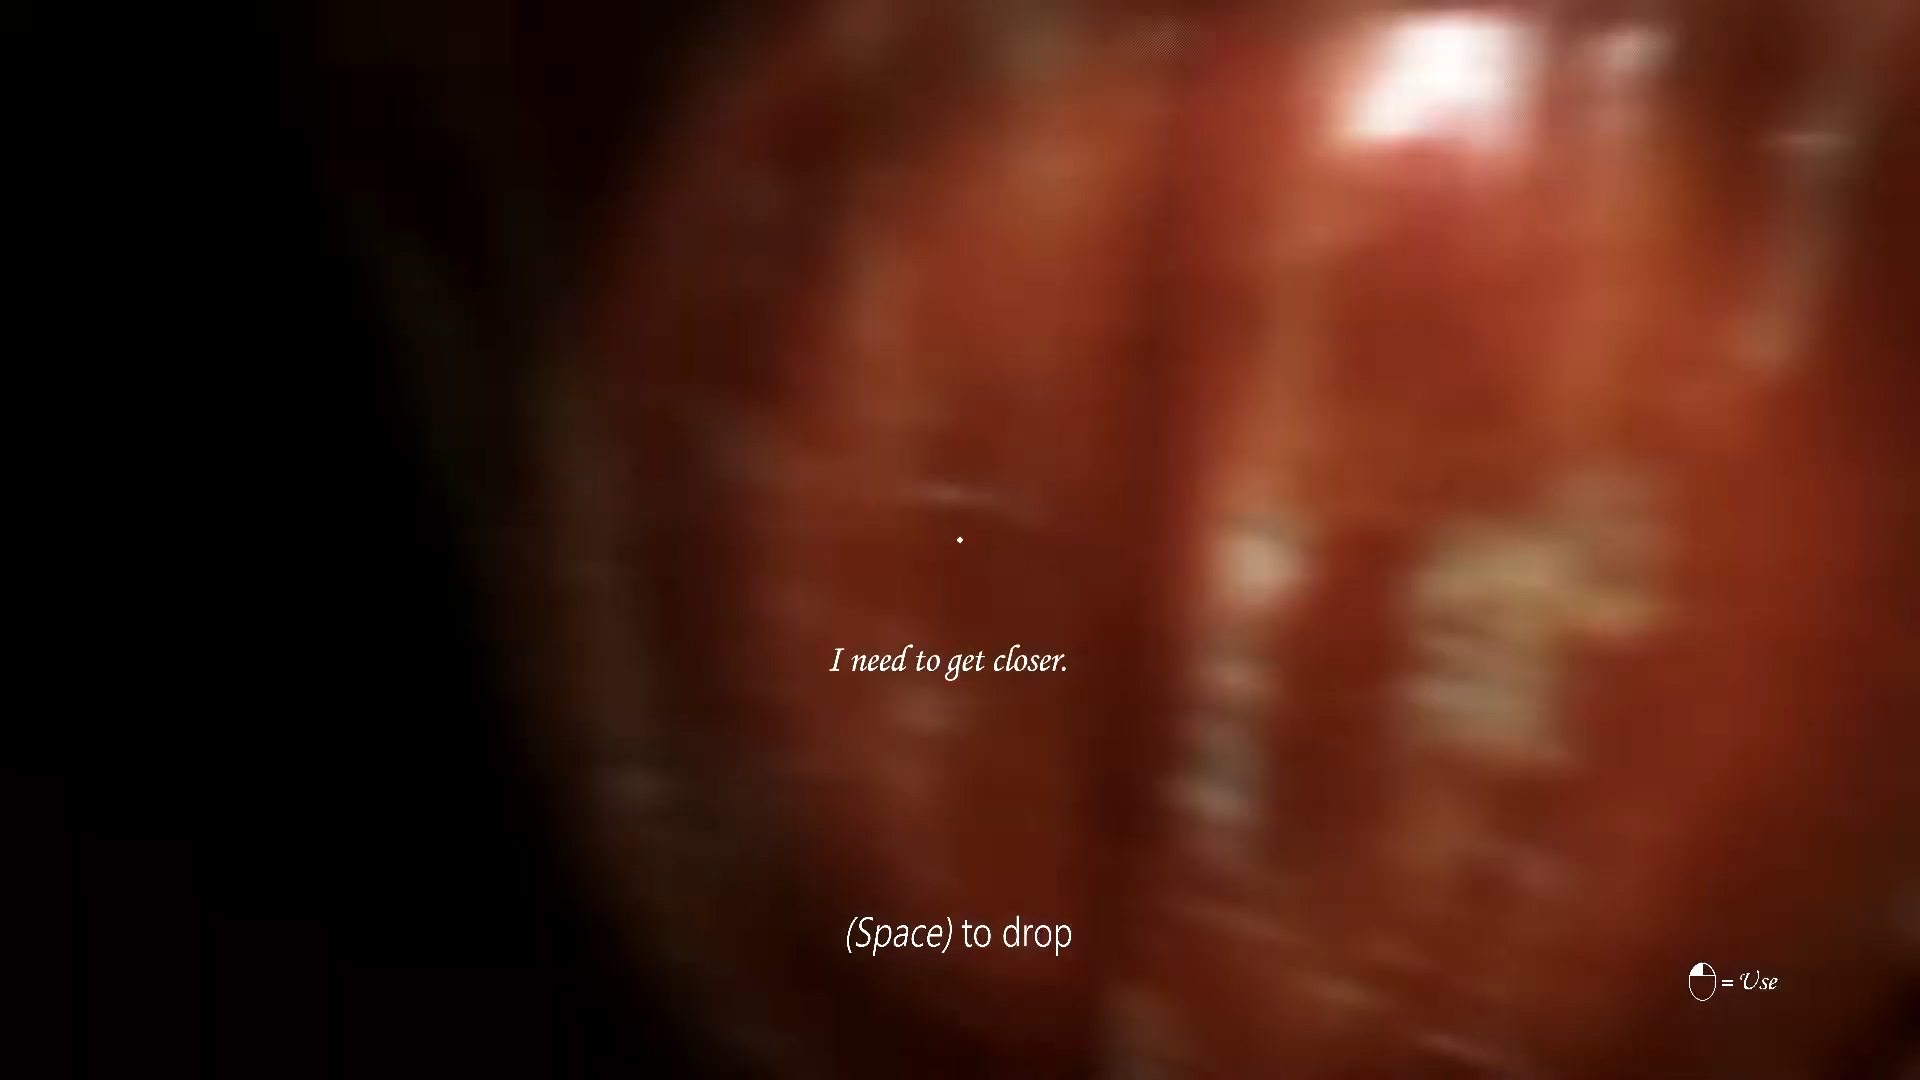 I need to get closer.
(Space) to drop
= Use